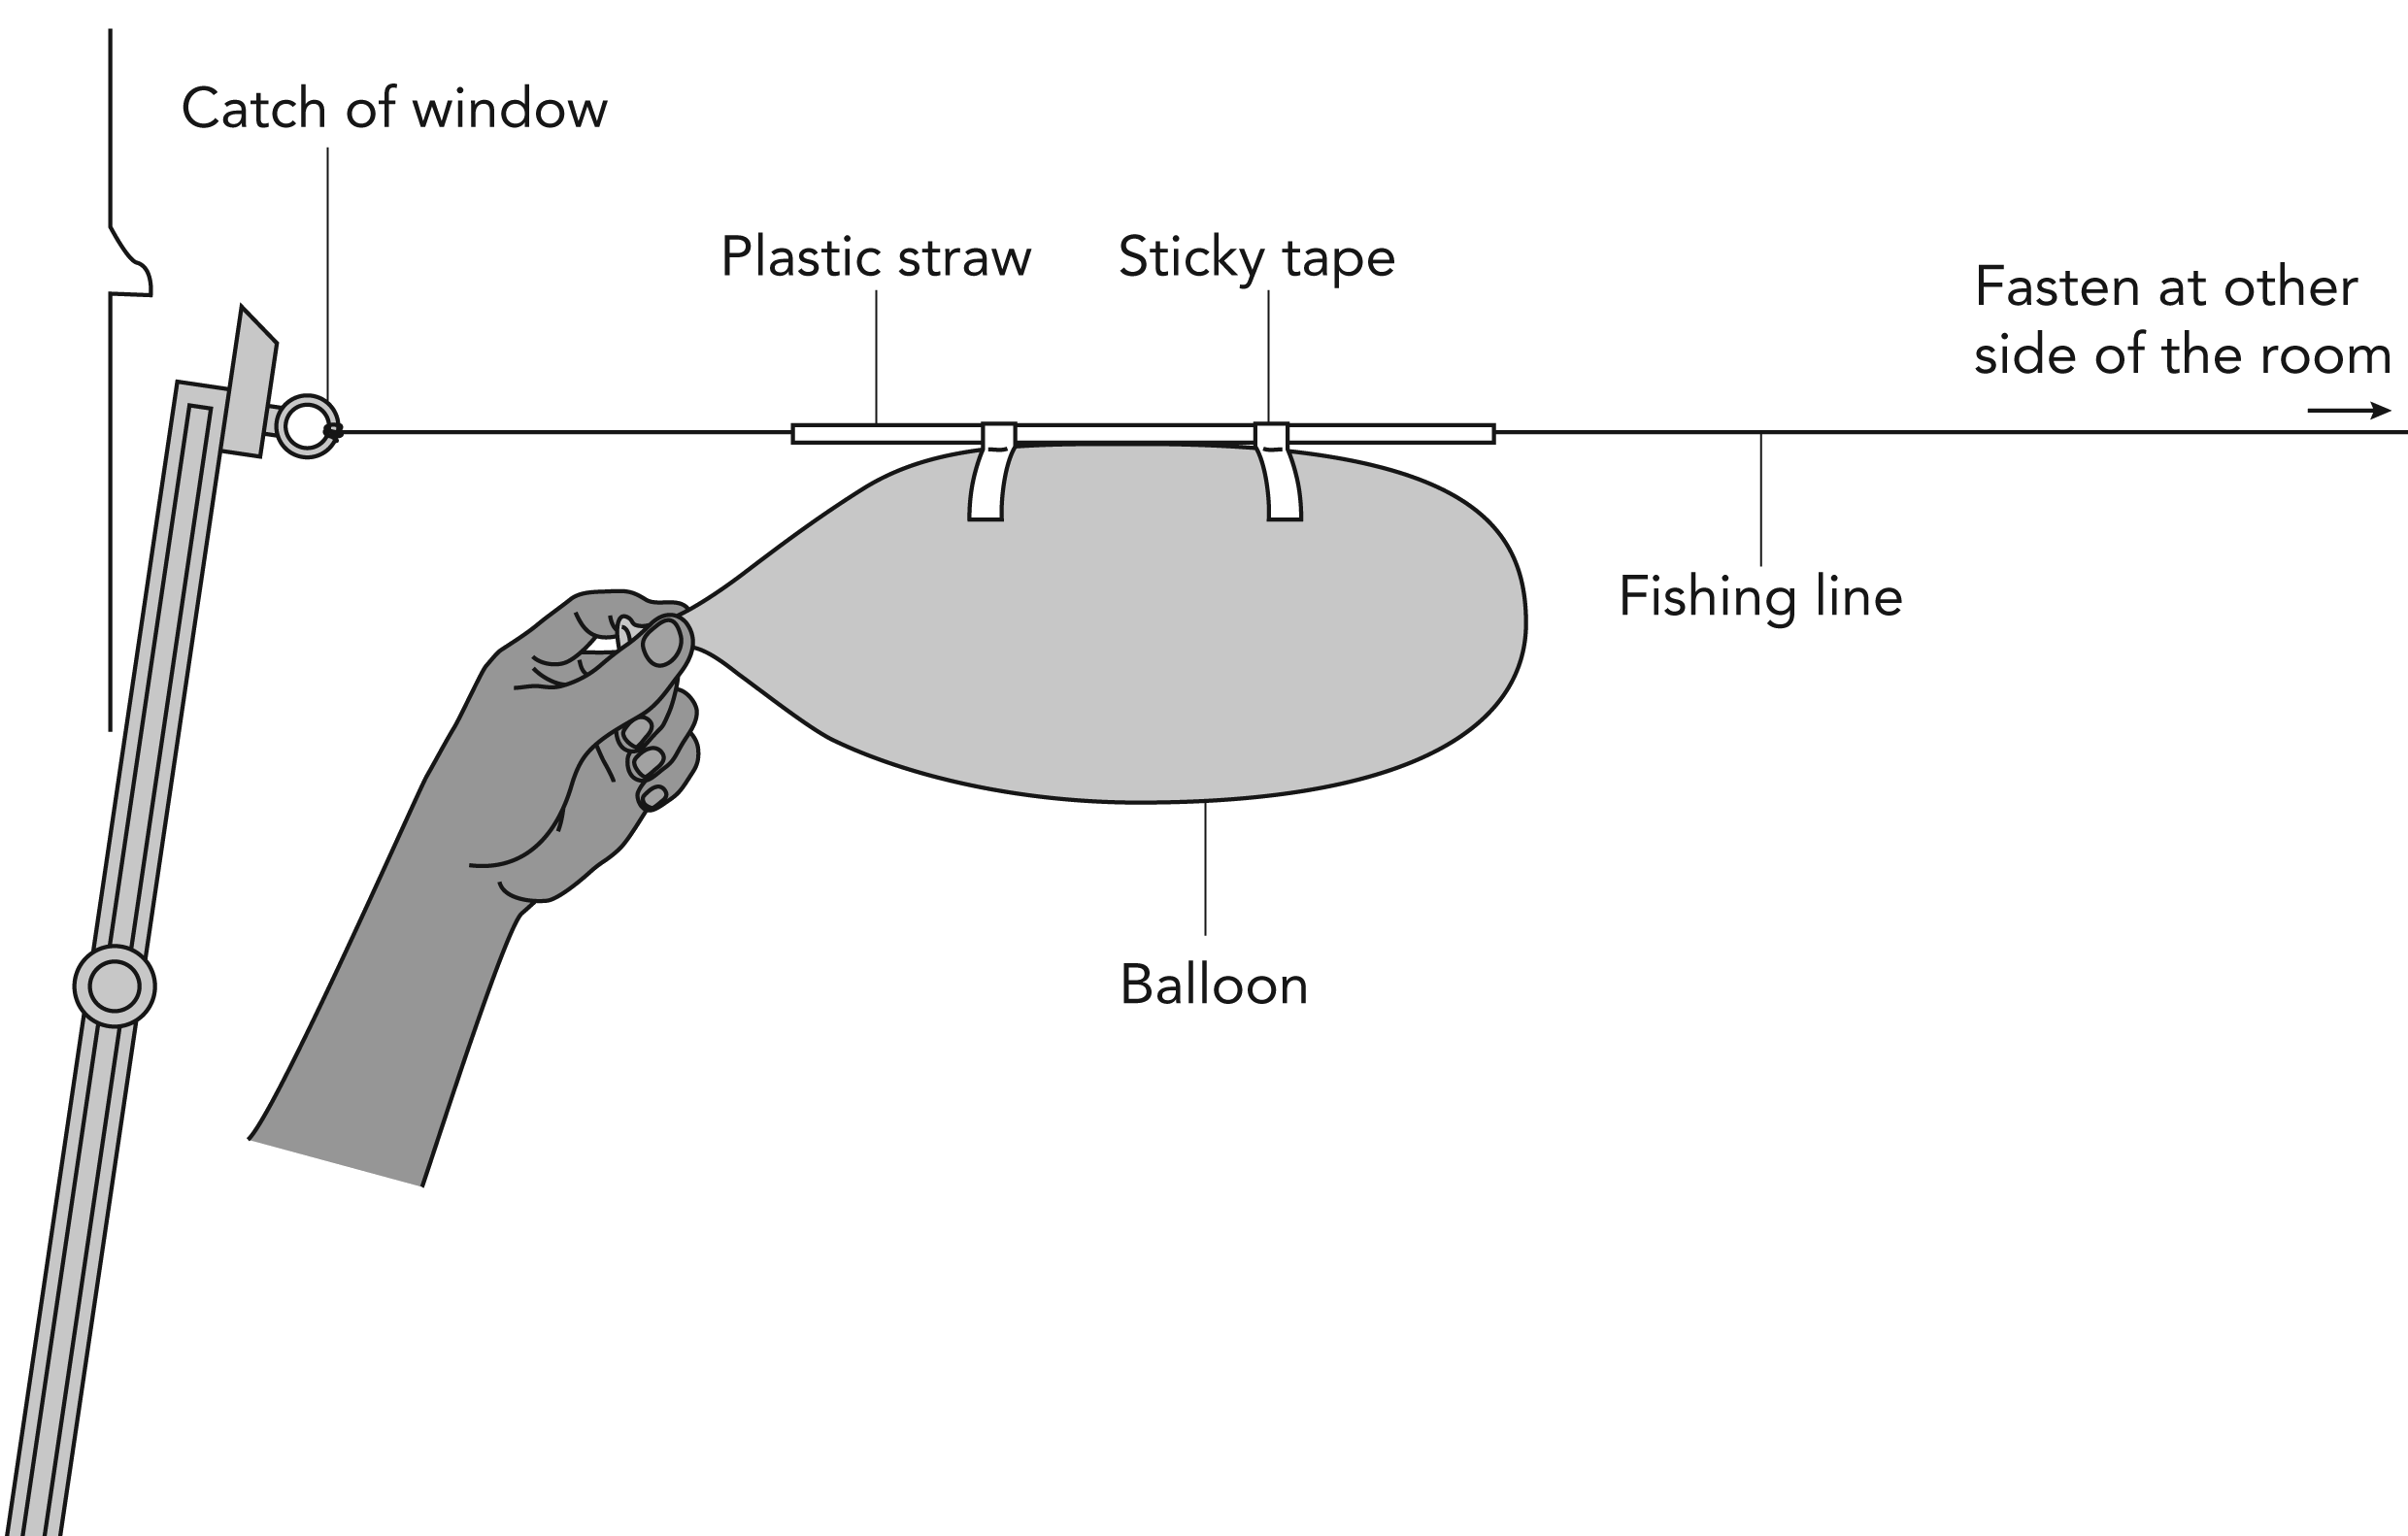 Catch of window
Plastic straw
Sticky tape
Fasten at other
side of the room
Fishing line
Balloon